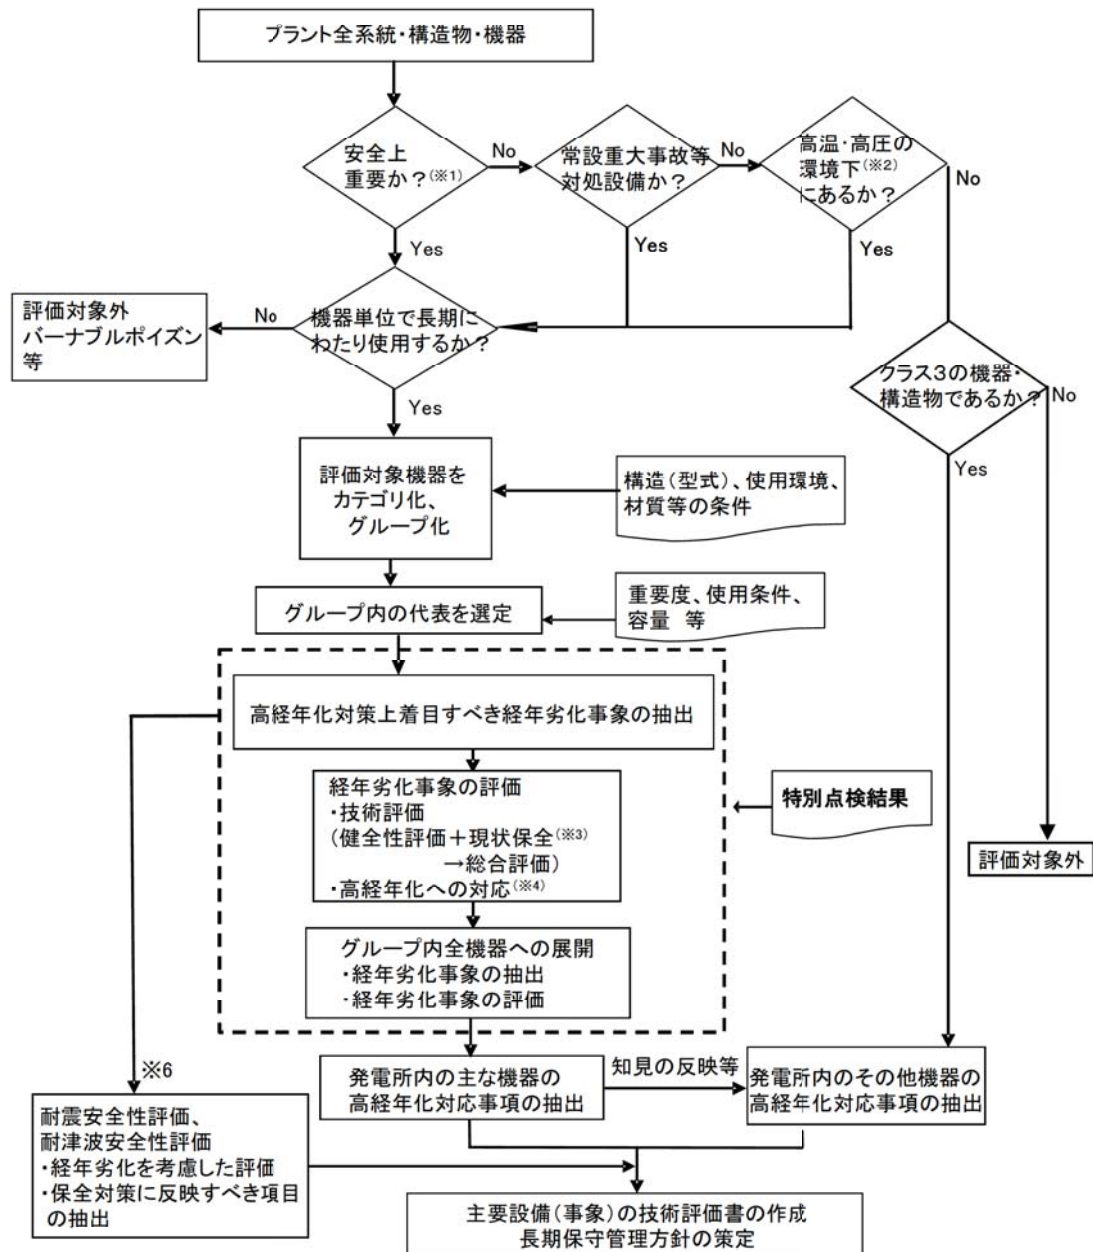 プラント全系統・構造物・機器
安全上
重要か？(※1)
No
常設重大事故等
対処設備か？
No
高温・高圧の
環境下(※2)
にあるか？
No
Yes
Yes
Yes
評価対象外
バーナブルポイズン
等
No
機器単位で長期に
わたり使用するか？
クラス３の機器・
構造物であるか？
No
Yes
Yes
評価対象機器を
カテゴリ化、
グループ化
構造(型式)、使用環境、
材質等の条件
グループ内の代表を選定
重要度、使用条件、
容量 等
高経年化対策上着目すべき経年劣化事象の抽出
経年劣化事象の評価
・技術評価
(健全性評価＋現状保全(※3)
→総合評価)
・高経年化への対応(※4)
特別点検結果
評価対象外
グループ内全機器への展開
・経年劣化事象の抽出
・経年劣化事象の評価
※6
発電所内の主な機器の
高経年化対応事項の抽出
知見の反映等
発電所内のその他機器の
高経年化対応事項の抽出
耐震安全性評価、
耐津波安全性評価
・経年劣化を考慮した評価
・保全対策に反映すべき項目
の抽出
主要設備(事象)の技術評価書の作成
長期保守管理方針の策定